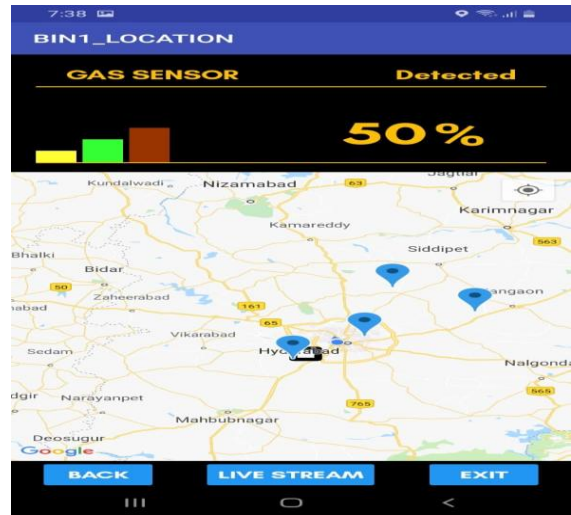 7:38
BIN1_LOCATION
GAS SENSOR Detected
50%
Jagtial
Kundalwadi Nizamabad 63
Karimnagar
Kamareddy
Siddipet 563
Bhalki
Bidar
50 Zaheerabad angaon
abad 161
65
Vikarabad
Sedam Hyderabad
Nalgonda
dgir Narayanpet 765 565
Mahbubnagar
Deosugur
Google
BACK LIVE STREAM EXIT